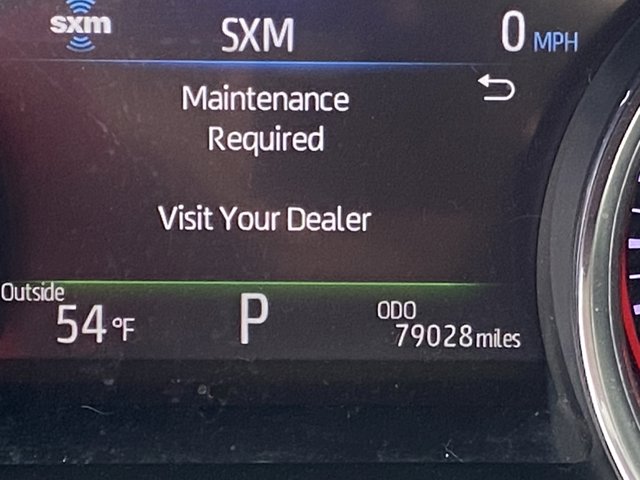 sxm SXM 0 MPH
Maintenance
Required
Visit Your Dealer
Outside ODO
54 °F P 79028 miles